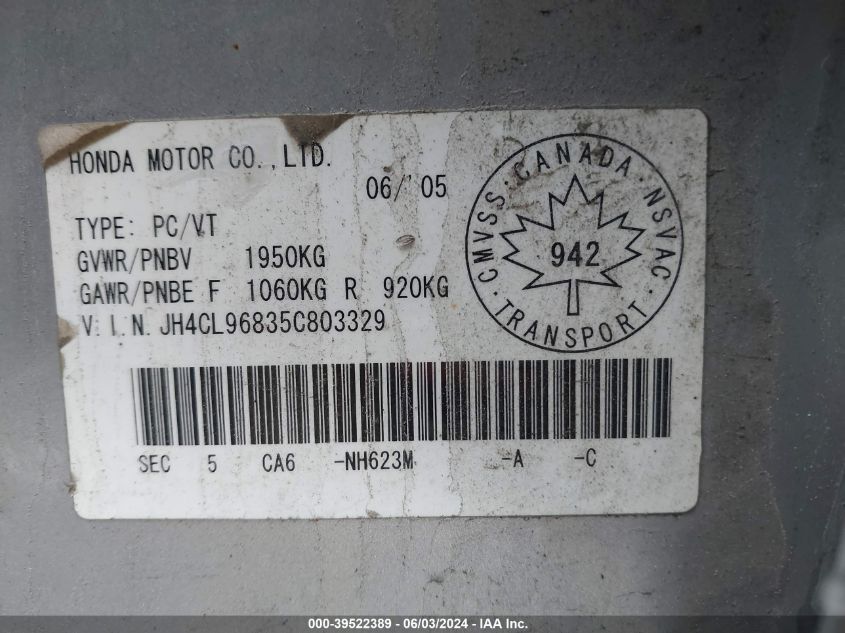 HONDA MOTOR CO.,LTD.
06/'05
TYPE: PC/VT
GVWR/PNBV 1950KG
GAWR/PNBE F 1060KG R 920KG
V.I.N. JH4CL96835C803329
CMVSS · CANADA · NSVAC · TRANSPORT ·
942
SEC 5 CA6 -NH623M -A -C
000-39522389 - 06/03/2024 - IAA Inc.